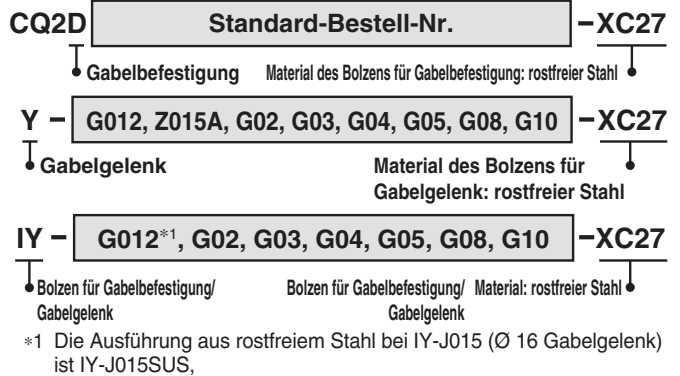 CQ2D Standard-Bestell-Nr. –XC27
Gabelbefestigung Material des Bolzens für Gabelbefestigung: rostfreier Stahl
Y – G012, Z015A, G02, G03, G04, G05, G08, G10 –XC27
Gabelgelenk Material des Bolzens für
Gabelgelenk: rostfreier Stahl
IY – G012*1, G02, G03, G04, G05, G08, G10 –XC27
Bolzen für Gabelbefestigung/ Bolzen für Gabelbefestigung/ Material: rostfreier Stahl
Gabelgelenk Gabelgelenk
*1 Die Ausführung aus rostfreiem Stahl bei IY-J015 (Ø 16 Gabelgelenk)
ist IY-J015SUS,